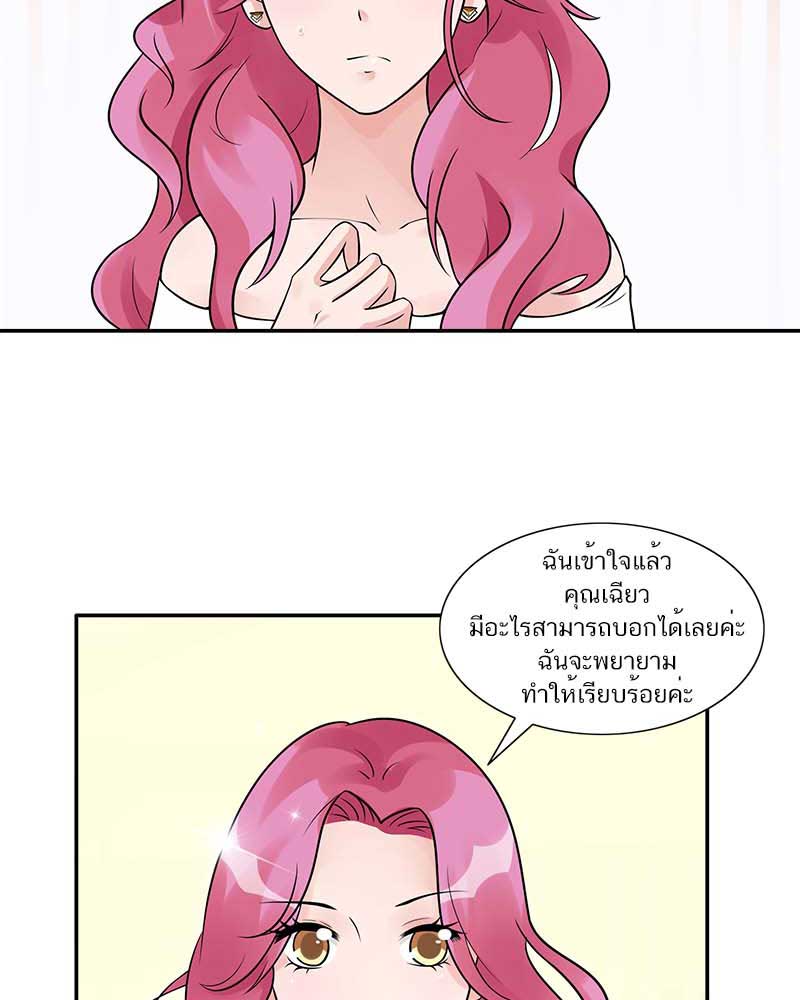 ฉันเข้าใจแล้ว
คุณเฉียว
มีอะไรสามารถบอกได้เลยค่ะ
ฉันจะพยายาม
ทำให้เรียบร้อยค่ะ